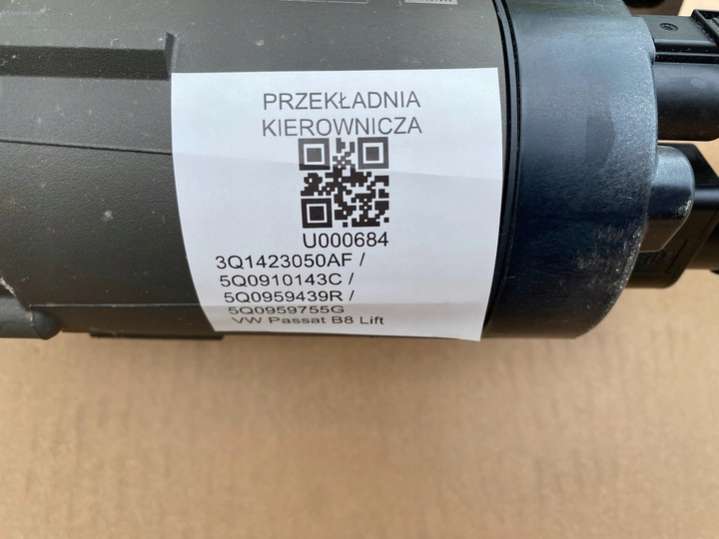 PRZEKŁADNIA
KIEROWNICZA
U000684
3Q1423050AF /
5Q0910143C /
5Q0959439R /
5Q0959755G
VW Passat B8 Lift